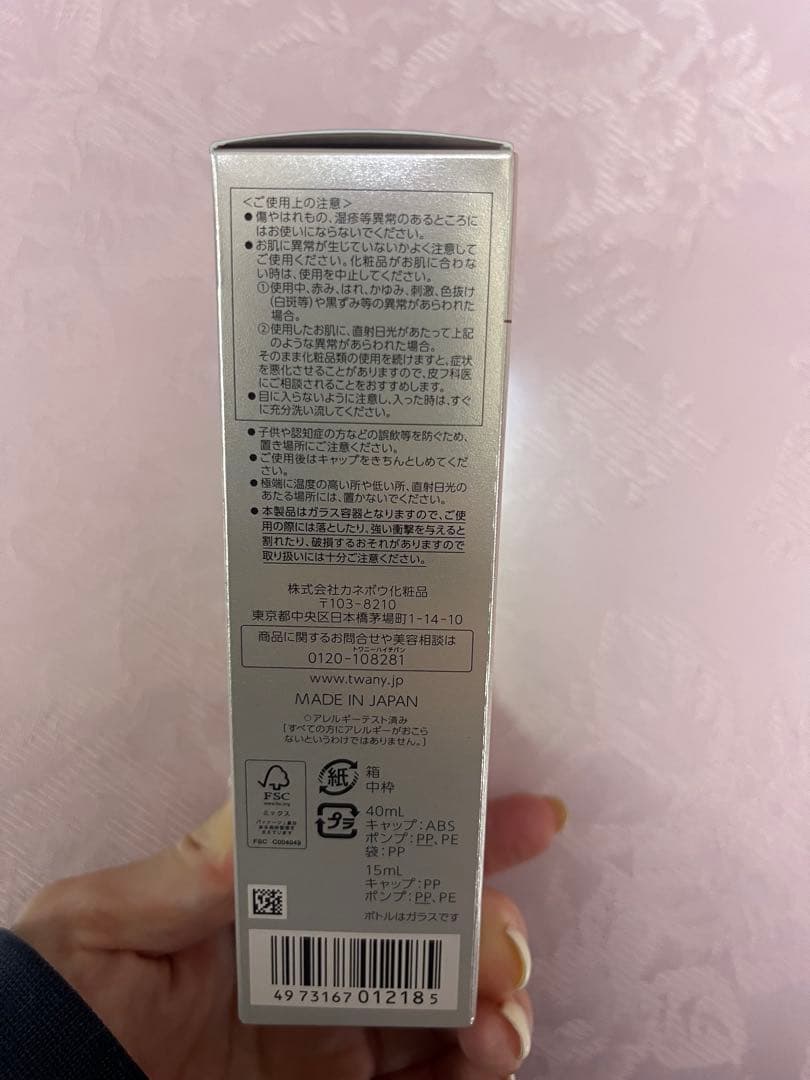 <ご使用上の注意>
●傷やはれもの、湿疹等異常のあるところに
はお使いにならないでください。
●お肌に異常が生じていないかよく注意して
ご使用ください。化粧品がお肌に合わな
い時は、使用を中止してください。
①使用中、赤み、はれ、かゆみ、刺激、色抜け
(白斑等)や黒ずみ等の異常があらわれた
場合。
②使用したお肌に、直射日光があたって上記
のような異常があらわれた場合。
そのまま化粧品類の使用を続けますと、症状
を悪化させることがありますので、皮フ科医
にご相談されることをおすすめします。
●目に入らないように注意し、入った時は、すぐ
に充分洗い流してください。
●子供や認知症の方などの誤飲等を防ぐため、
置き場所にご注意ください。
●ご使用後はキャップをきちんとしめてくだ
さい。
●極端に温度の高い所や低い所、直射日光の
あたる場所には、置かないでください。
●本製品はガラス容器となりますので、ご使
用の際には落としたり、強い衝撃を与えると
割れたり、破損するおそれがありますので
取り扱いには十分ご注意ください。
株式会社カネボウ化粧品
〒103-8210
東京都中央区日本橋茅場町1-14-10
商品に関するお問合せや美容相談は
トワニーハイチバン
0120-108281
www.twany.jp
MADE IN JAPAN
○アレルギーテスト済み
[すべての方にアレルギーがおこら
ないというわけではありません。]
FSC
www.fsc.org
ミックス
パッケージ|責任
ある森林管理を
支えています
FSC C004049
紙
箱
中枠
プラ
40mL
キャップ:ABS
ポンプ:PP、PE
袋:PP
15mL
キャップ:PP
ポンプ:PP、PE
ボトルはガラスです
4973167012185